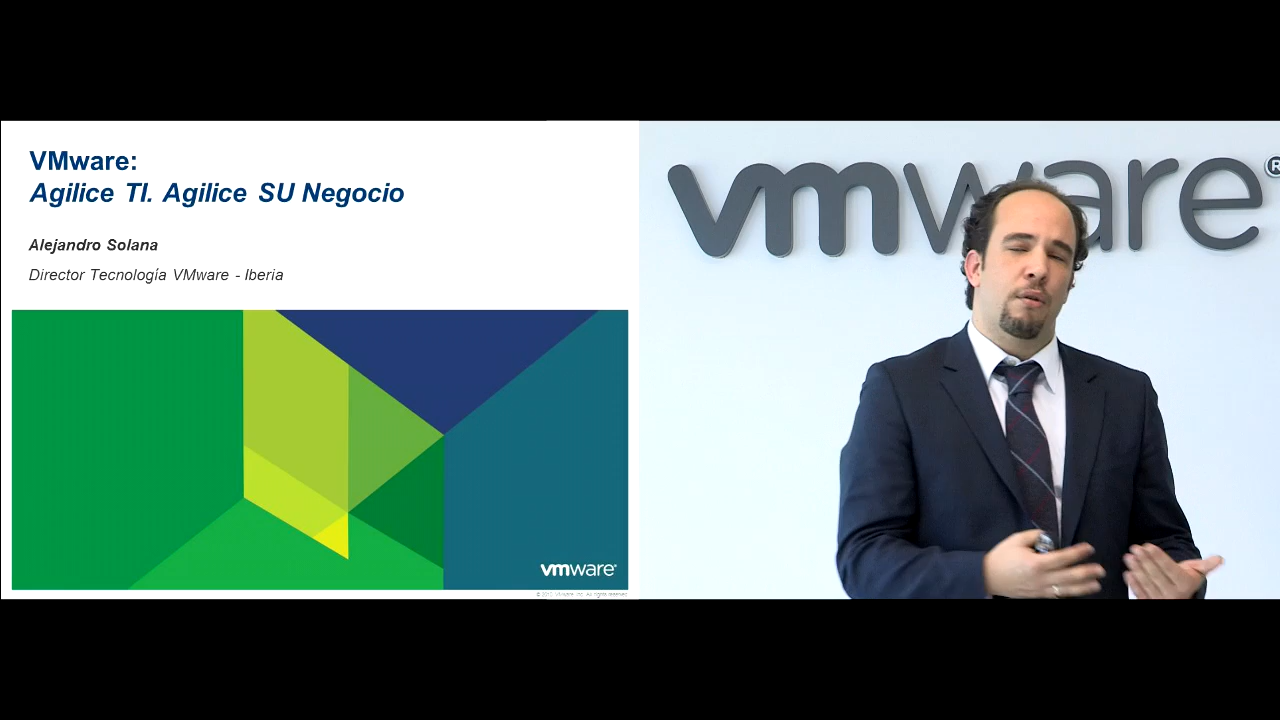 VMware:
Agilice TI. Agilice SU Negocio
Alejandro Solana
Director Tecnología VMware - Iberia
vmware®
vmware®